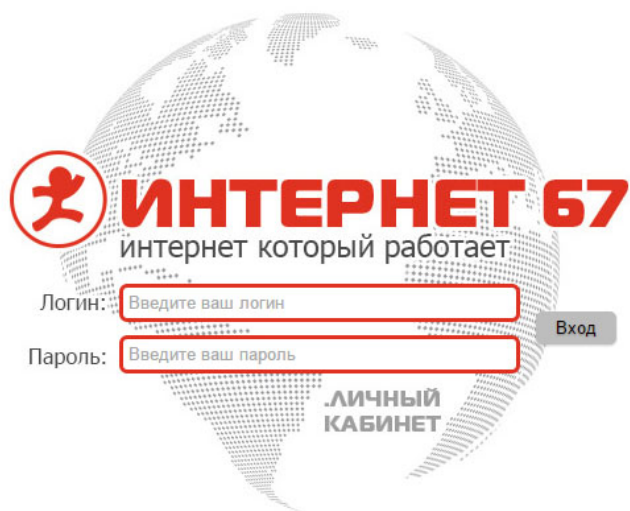 ИНТЕРНЕТ 67
интернет который работает
Логин: Введите ваш логин
Вход
Пароль: Введите ваш пароль
.ЛИЧНЫЙ
КАБИНЕТ